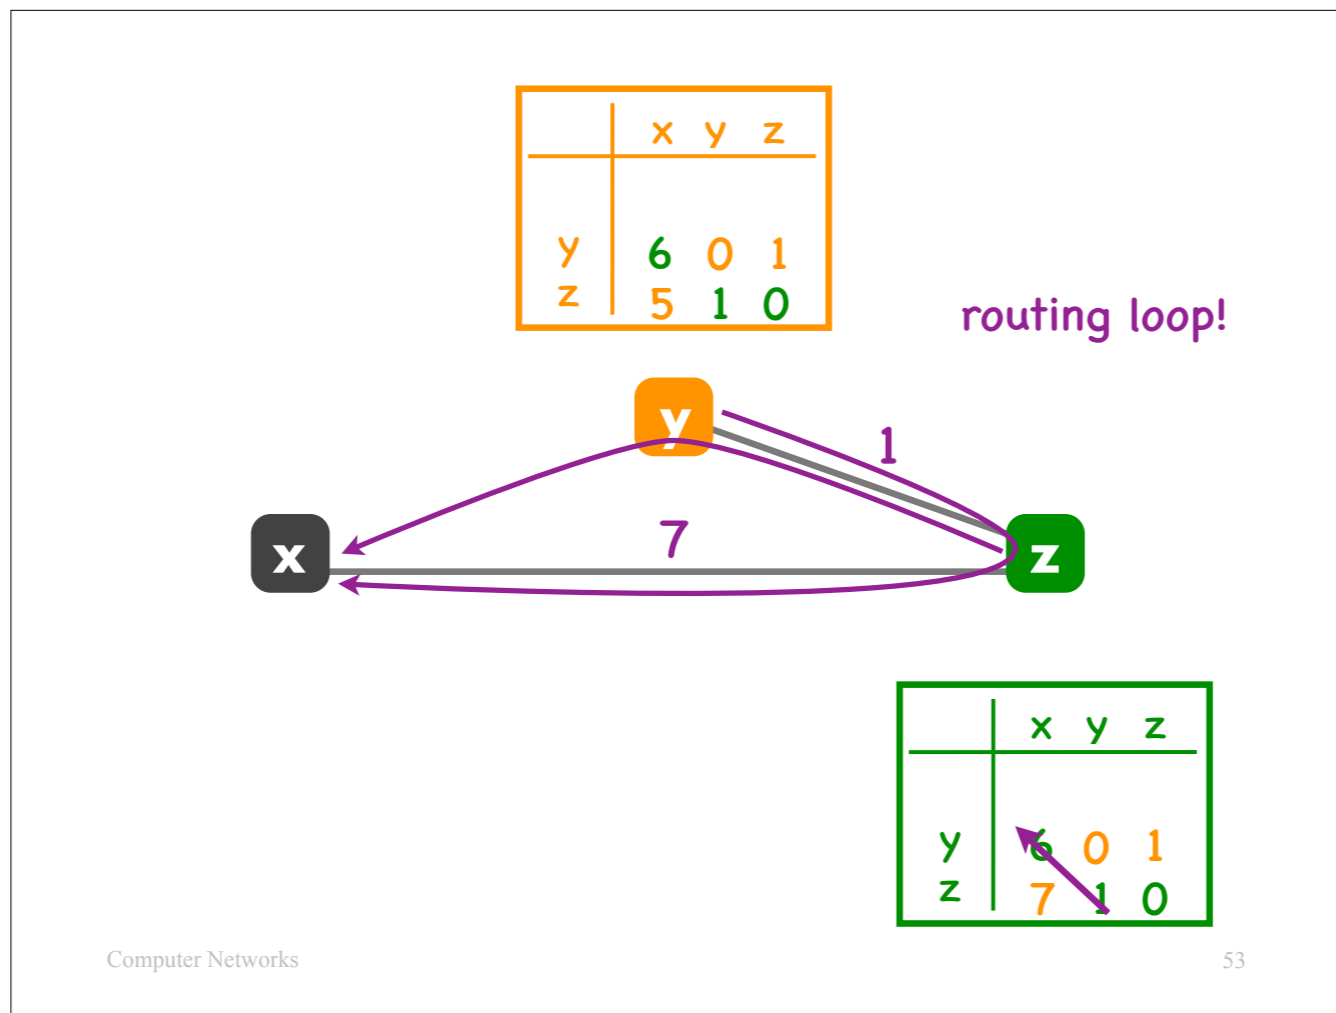 x y z
y 6 0 1
z 5 1 0
routing loop!
y
1
7
x
z
x y z
y 6 0 1
z 7 1 0
Computer Networks
53